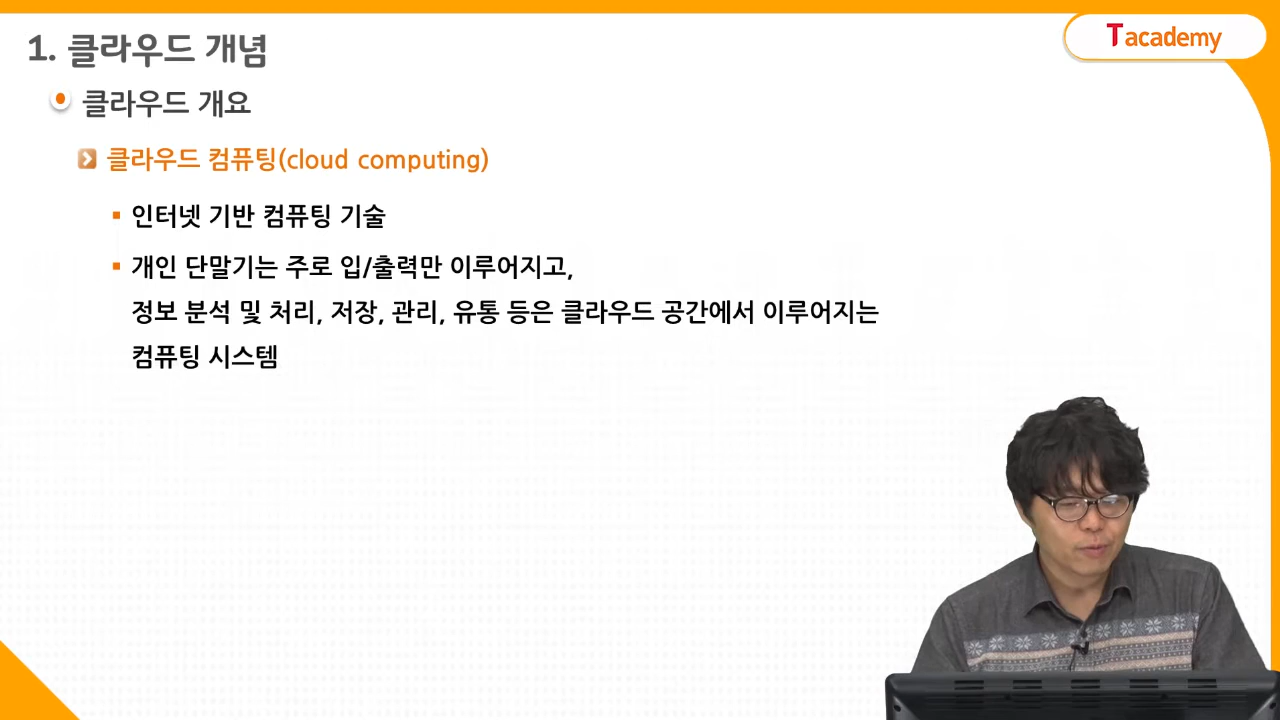 1. 클라우드 개념
T academy
클라우드 개요
클라우드 컴퓨팅(cloud computing)
인터넷 기반 컴퓨팅 기술
개인 단말기는 주로 입/출력만 이루어지고,
정보 분석 및 처리, 저장, 관리, 유통 등은 클라우드 공간에서 이루어지는
컴퓨팅 시스템